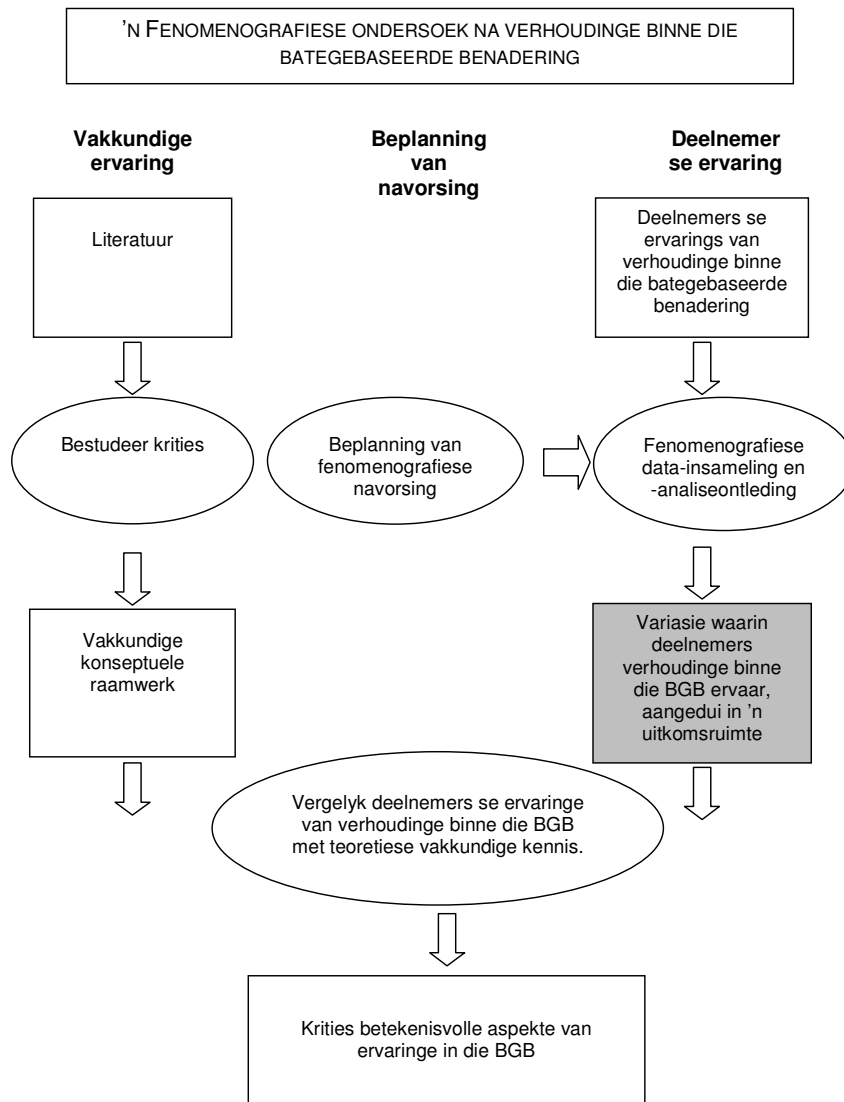 'N FENOMENOGRAFIESE ONDERSOEK NA VERHOUDINGE BINNE DIE
BATEGEBASEERDE BENADERING
Vakkundige
ervaring
Beplanning
van
navorsing
Deelnemer
se ervaring
Literatuur
Deelnemers se
ervarings van
verhoudinge binne
die bategebaseerde
benadering
Bestudeer krities
Beplanning van
fenomenografiese
navorsing
Fenomenografiese
data-insameling en
-analiseontleding
Vakkundige
konseptuele
raamwerk
Variasie waarin
deelnemers
verhoudinge binne
die BGB ervaar,
aangedui in 'n
uitkomsruimte
Vergelyk deelnemers se ervaringe
van verhoudinge binne die BGB
met teoretiese vakkundige kennis.
Krities betekenisvolle aspekte van
ervaringe in die BGB